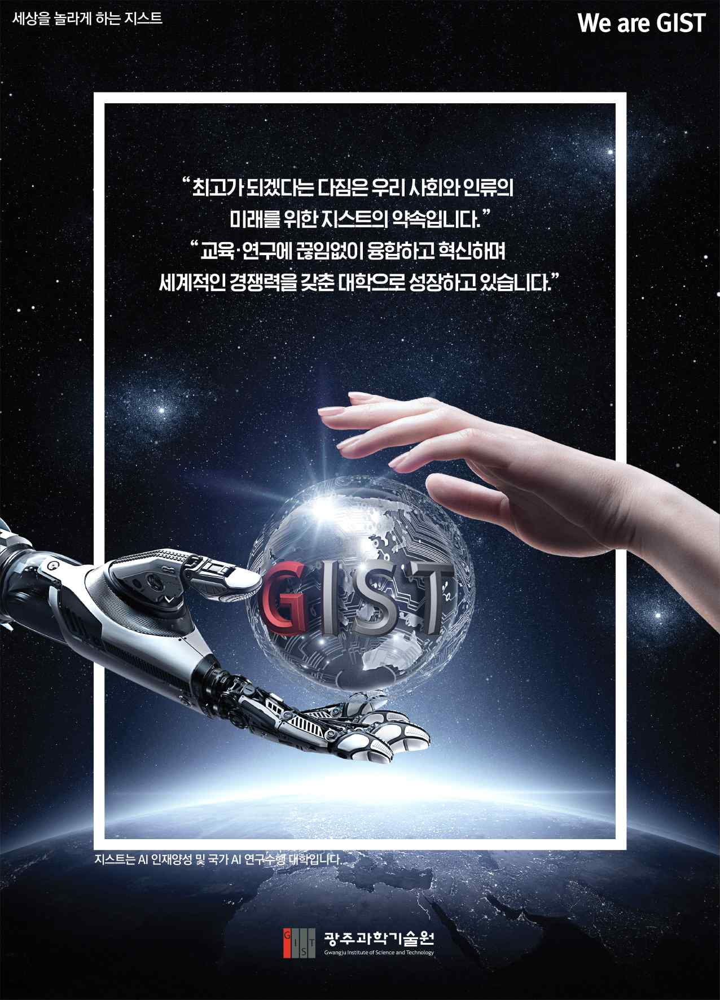 세상을 놀라게 하는 지스트
We are GIST
“최고가 되겠다는 다짐은 우리 사회와 인류의
미래를 위한 지스트의 약속입니다.”
“교육·연구에 끊임없이 융합하고 혁신하며
세계적인 경쟁력을 갖춘 대학으로 성장하고 있습니다.”
GIST
지스트는 AI 인재양성 및 국가 AI 연구수행 대학입니다.
GIST 광주과학기술원
Gwangju Institute of Science and Technology